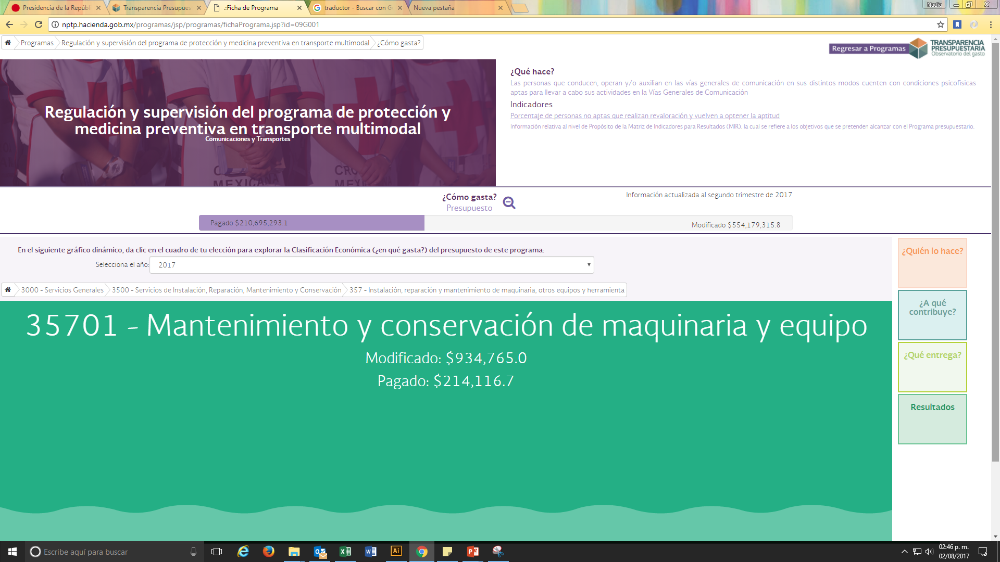 Presidencia de la Repúbli
Transparencia Presupuest
.:Ficha de Programa
traductor - Buscar con G
Nueva pestaña
Nadia
nptp.hacienda.gob.mx/programas/jsp/programas/fichaPrograma.jsp?id=09G001
Programas
Regulación y supervisión del programa de protección y medicina preventiva en transporte multimodal
¿Cómo gasta?
Regresar a Programas
TRANSPARENCIA
PRESUPUESTARIA
Observatorio del gasto
Regulación y supervisión del programa de protección y
medicina preventiva en transporte multimodal
Comunicaciones y Transportes
CRO
MEXICANA
CRUZ
MEXI
¿Qué hace?
Las personas que conducen, operan y/o auxilian en las vías generales de comunicación en sus distintos modos cuenten con condiciones psicofísicas
aptas para llevar a cabo sus actividades en la Vías Generales de Comunicación
Indicadores
Porcentaje de personas no aptas que realizan revaloración y vuelven a optener la aptitud
Información relativa al nivel de Propósito de la Matriz de Indicadores para Resultados (MIR), la cual se refiere a los objetivos que se pretenden alcanzar con el Programa presupuestario.
¿Cómo gasta?
Presupuesto
Información actualizada al segundo trimestre de 2017
Pagado $210,695,293.1
Modificado $554,179,315.8
En el siguiente gráfico dinámico, da clic en el cuadro de tu elección para explorar la Clasificación Económica (¿en qué gasta?) del presupuesto de este programa:
Selecciona el año:
2017
3000 - Servicios Generales
3500 - Servicios de Instalación, Reparación, Mantenimiento y Conservación
357 - Instalación, reparación y mantenimiento de maquinaria, otros equipos y herramienta
35701 - Mantenimiento y conservación de maquinaria y equipo
Modificado: $934,765.0
Pagado: $214,116.7
¿Quién lo hace?
¿A qué
contribuye?
¿Qué entrega?
Resultados
Escribe aquí para buscar
02:46 p. m.
02/08/2017